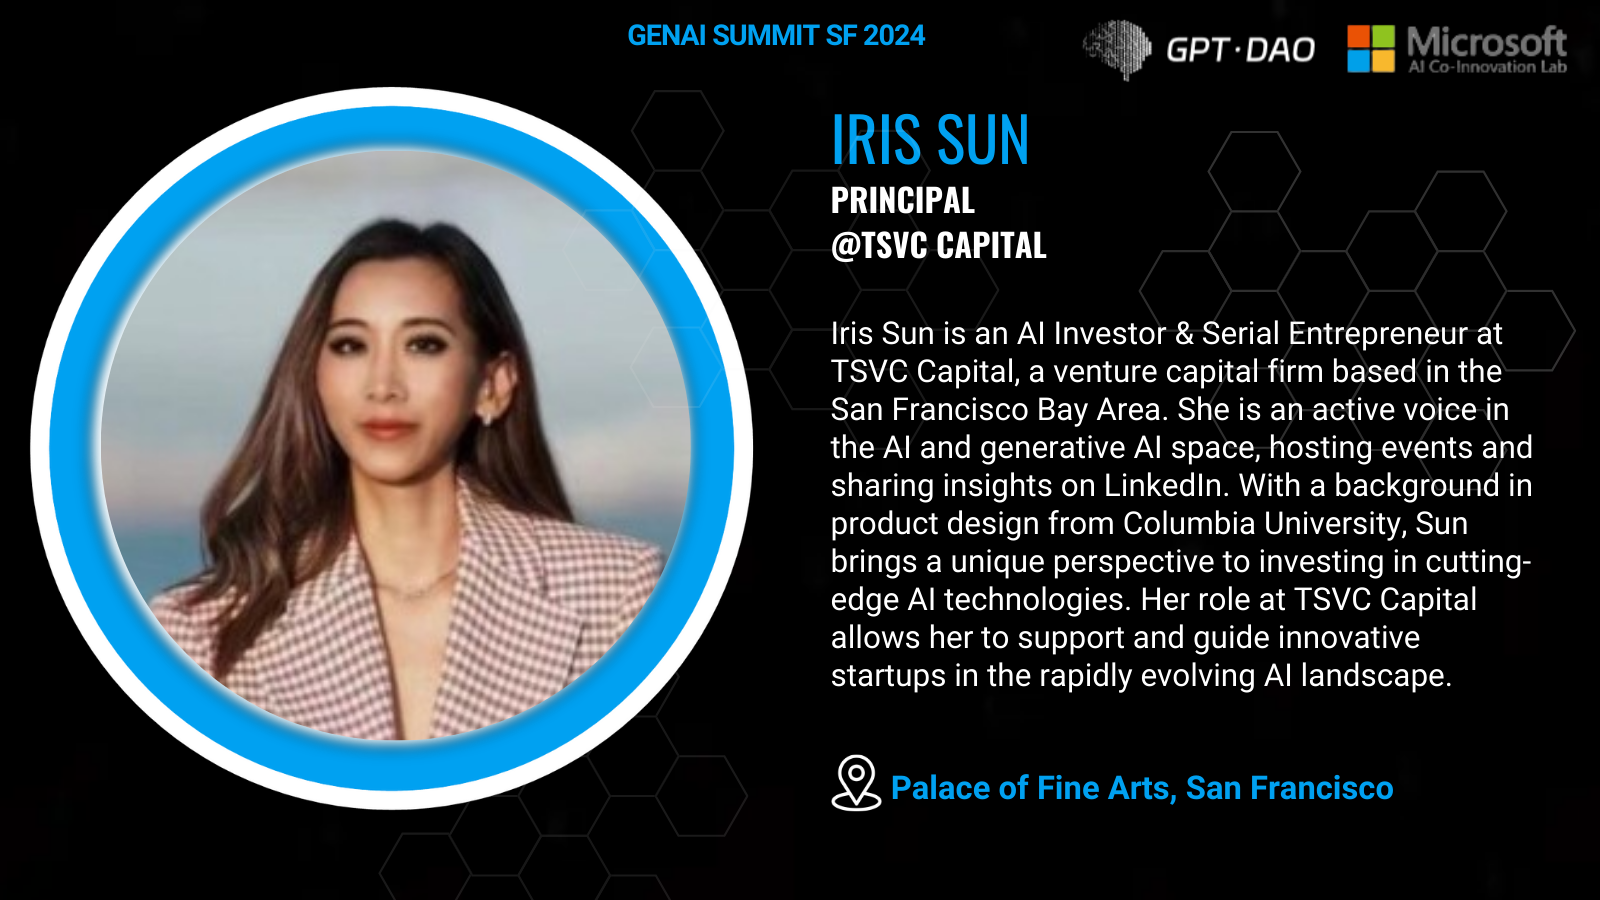 GENAI SUMMIT SF 2024
GPT·DAO
Microsoft
AI Co-Innovation Lab
IRIS SUN
PRINCIPAL
@TSVC CAPITAL
Iris Sun is an AI Investor & Serial Entrepreneur at
TSVC Capital, a venture capital firm based in the
San Francisco Bay Area. She is an active voice in
the AI and generative AI space, hosting events and
sharing insights on LinkedIn. With a background in
product design from Columbia University, Sun
brings a unique perspective to investing in cutting-
edge AI technologies. Her role at TSVC Capital
allows her to support and guide innovative
startups in the rapidly evolving AI landscape.
Palace of Fine Arts, San Francisco